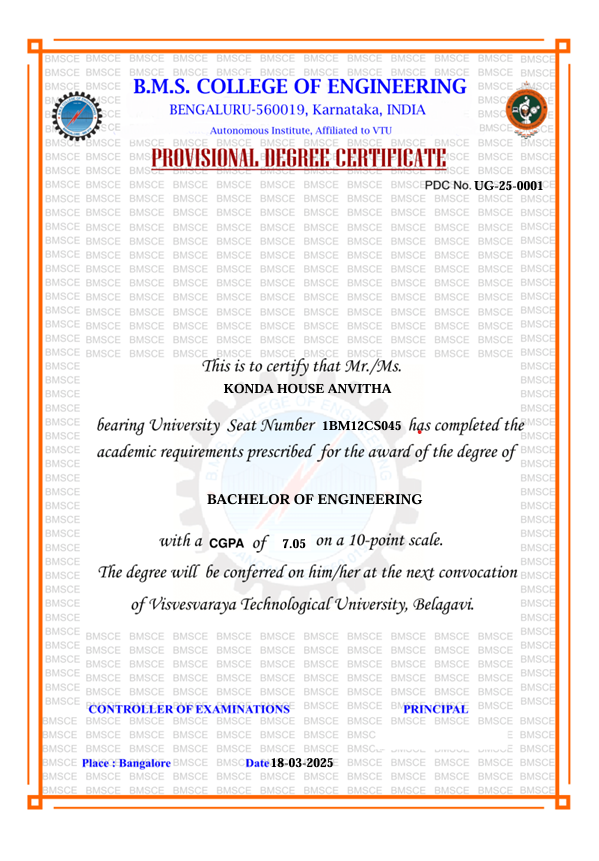 B.M.S. COLLEGE OF ENGINEERING
BENGALURU-560019, Karnataka, INDIA
Autonomous Institute, Affiliated to VTU
PROVISIONAL DEGREE CERTIFICATE
PDC No. UG-25-0001
This is to certify that Mr./Ms.
KONDA HOUSE ANVITHA
bearing University Seat Number 1BM12CS045 has completed the
academic requirements prescribed for the award of the degree of
BACHELOR OF ENGINEERING
with a CGPA of 7.05 on a 10-point scale.
The degree will be conferred on him/her at the next convocation
of Visvesvaraya Technological University, Belagavi.
CONTROLLER OF EXAMINATIONS PRINCIPAL
Place : Bangalore Date 18-03-2025